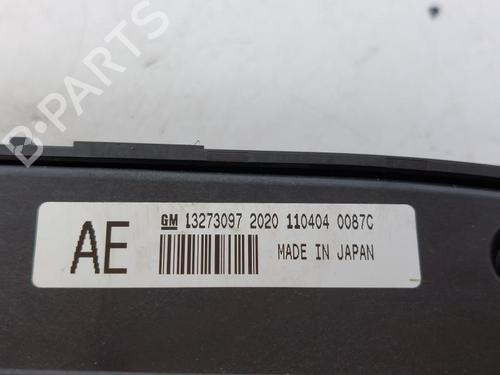 B-PARTS
AE
GM 13273097 2020 110404 0087C
MADE IN JAPAN